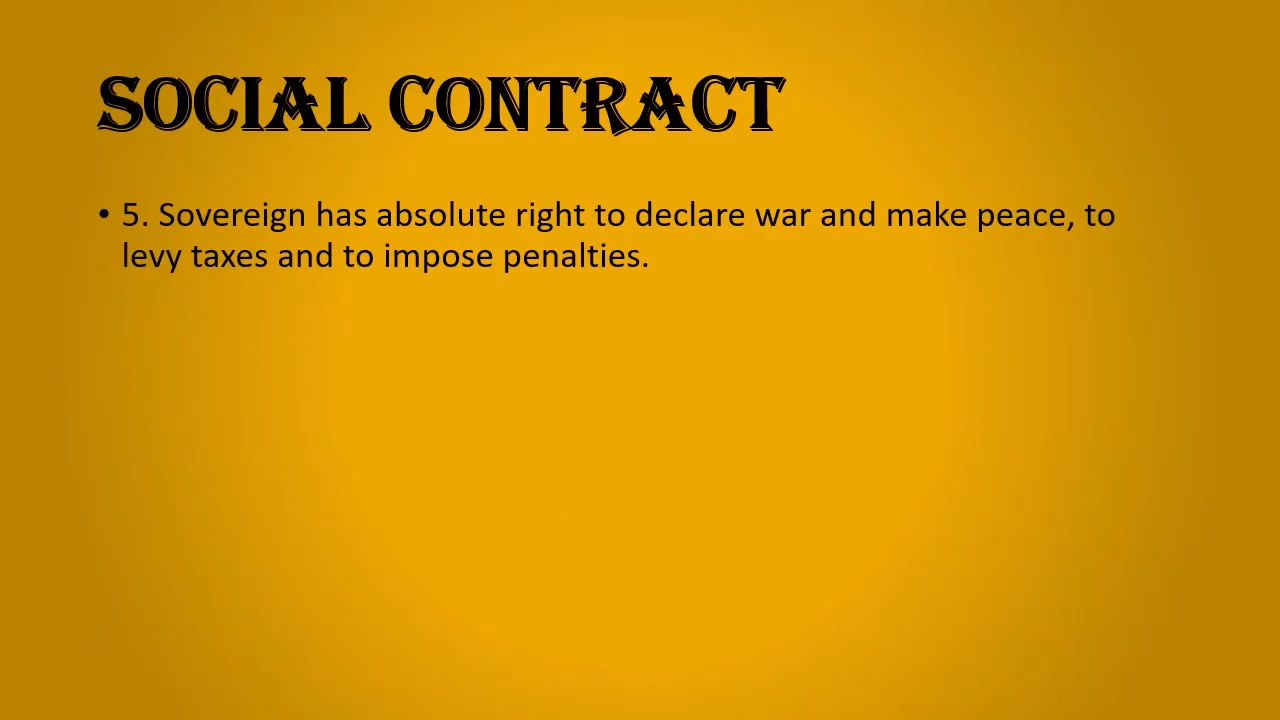 SOCIAL CONTRACT
• 5. Sovereign has absolute right to declare war and make peace, to
levy taxes and to impose penalties.